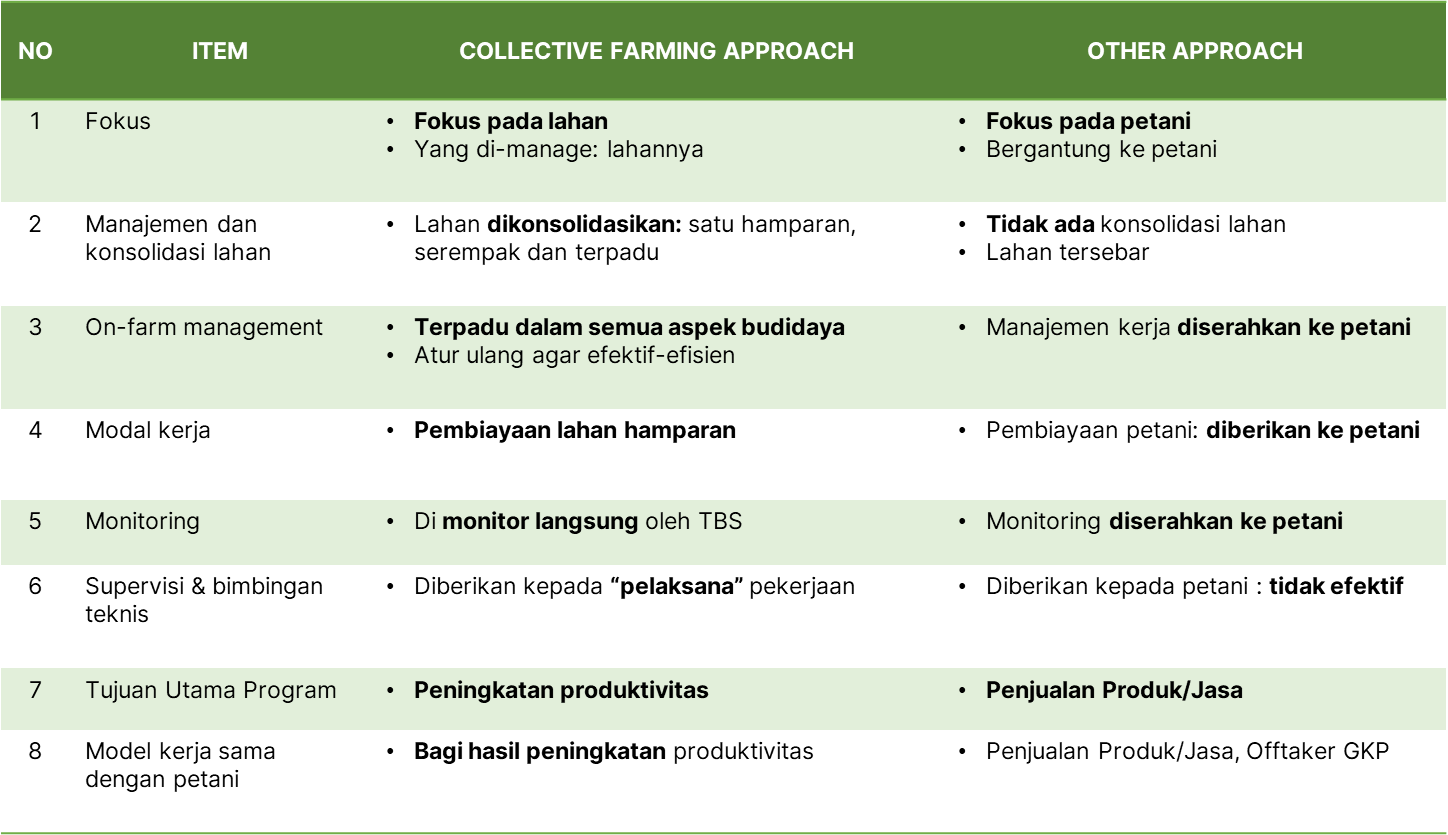 NO ITEM COLLECTIVE FARMING APPROACH OTHER APPROACH
1 Fokus • Fokus pada lahan • Fokus pada petani
• Yang di-manage: lahannya • Bergantung ke petani
2 Manajemen dan • Lahan dikonsolidasikan: satu hamparan, • Tidak ada konsolidasi lahan
konsolidasi lahan serempak dan terpadu • Lahan tersebar
3 On-farm management • Terpadu dalam semua aspek budidaya • Manajemen kerja diserahkan ke petani
• Atur ulang agar efektif-efisien
4 Modal kerja • Pembiayaan lahan hamparan • Pembiayaan petani: diberikan ke petani
5 Monitoring • Di monitor langsung oleh TBS • Monitoring diserahkan ke petani
6 Supervisi & bimbingan • Diberikan kepada “pelaksana” pekerjaan • Diberikan kepada petani : tidak efektif
teknis
7 Tujuan Utama Program • Peningkatan produktivitas • Penjualan Produk/Jasa
8 Model kerja sama • Bagi hasil peningkatan produktivitas • Penjualan Produk/Jasa, Offtaker GKP
dengan petani